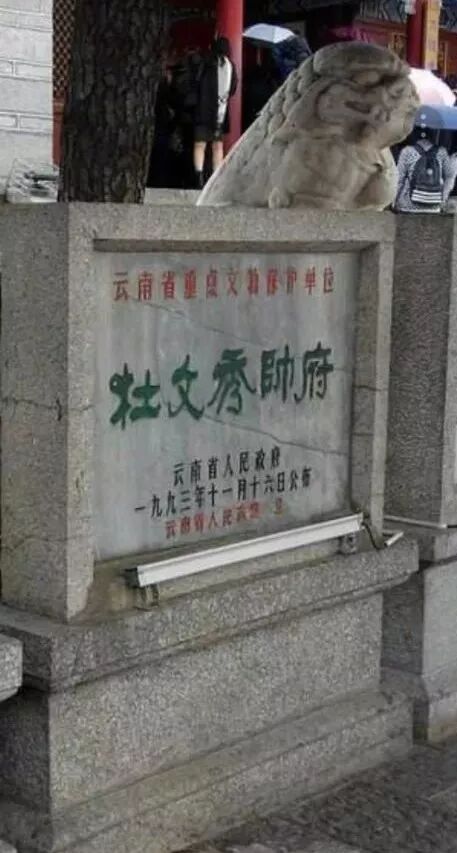 云南省重点文物保护单位
杜文秀帥府
云南省人民政府
一九九三年十一月十六日公布
云南省人民政府 立